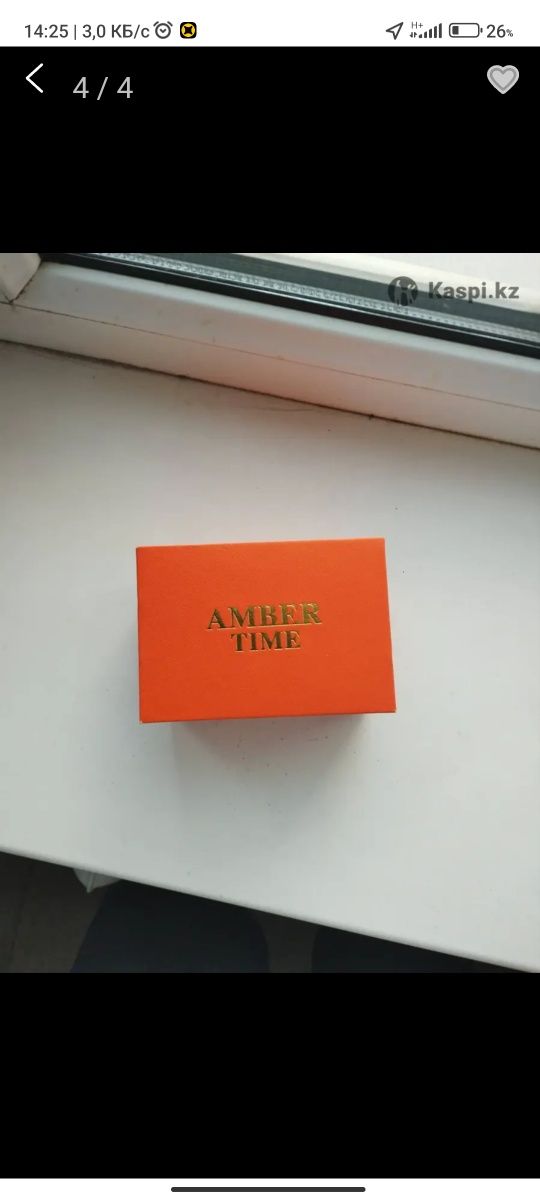 14:25 | 3,0 КБ/с
H+
26%
4 / 4
Kaspi.kz
AMBER
TIME